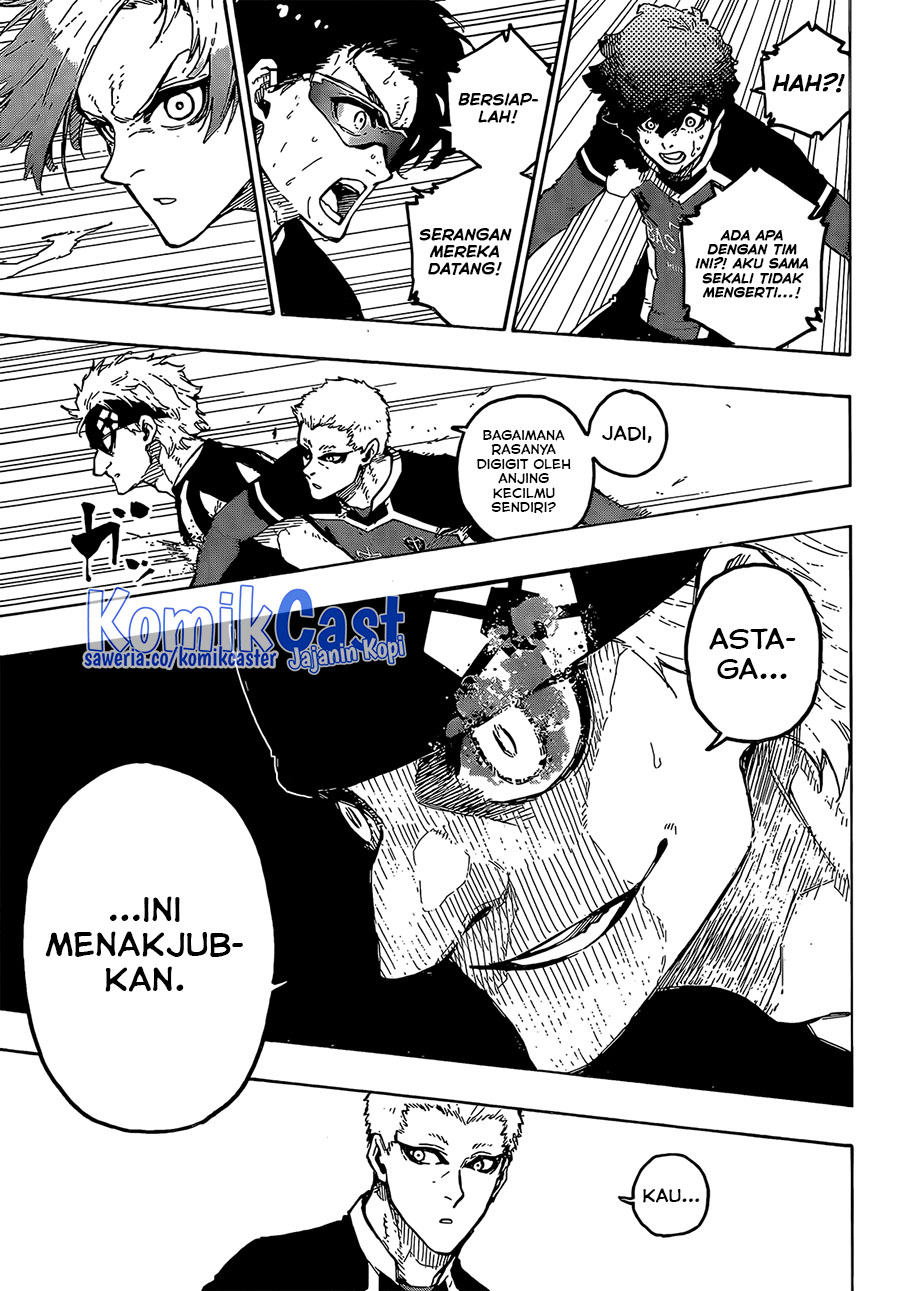 HAH?!
ADA APA
DENGAN TIM
INI?! AKU SAMA
SEKALI TIDAK
MENGERTI...!
BERSIAP-
LAH!
SERANGAN
MEREKA
DATANG!
JADI,
BAGAIMANA
RASANYA
DIGIGIT OLEH
ANJING
KECILMU
SENDIRI?
KomikCast
saweria.co/komikcaster Jajanin Kopi
ASTA-
GA...
...INI
MENAKJUB-
KAN.
KAU...